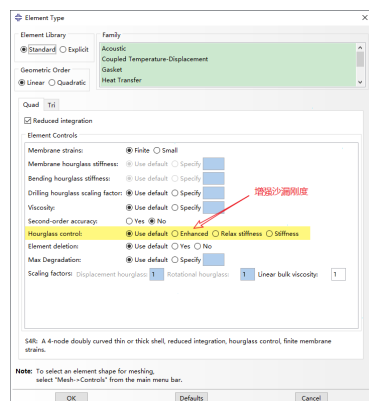 Element Type
Element Library
Family
Standard Explicit
Acoustic
Coupled Temperature-Displacement
Gasket
Heat Transfer
Geometric Order
Linear Quadratic
Quad Tri
Reduced integration
Element Controls
Membrane strains: Finite Small
Membrane hourglass stiffness: Use default Specify
Bending hourglass stiffness: Use default Specify
Drilling hourglass scaling factor: Use default Specify
增强沙漏刚度
Viscosity: Use default Specify
Second-order accuracy: Yes No
Hourglass control: Use default Enhanced Relax stiffness Stiffness
Element deletion: Use default Yes No
Max Degradation: Use default Specify
Scaling factors: Displacement hourglass: 1 Rotational hourglass: 1 Linear bulk viscosity: 1
S4R: A 4-node doubly curved thin or thick shell, reduced integration, hourglass control, finite membrane
strains.
Note: To select an element shape for meshing,
select "Mesh->Controls" from the main menu bar.
OK Defaults Cancel